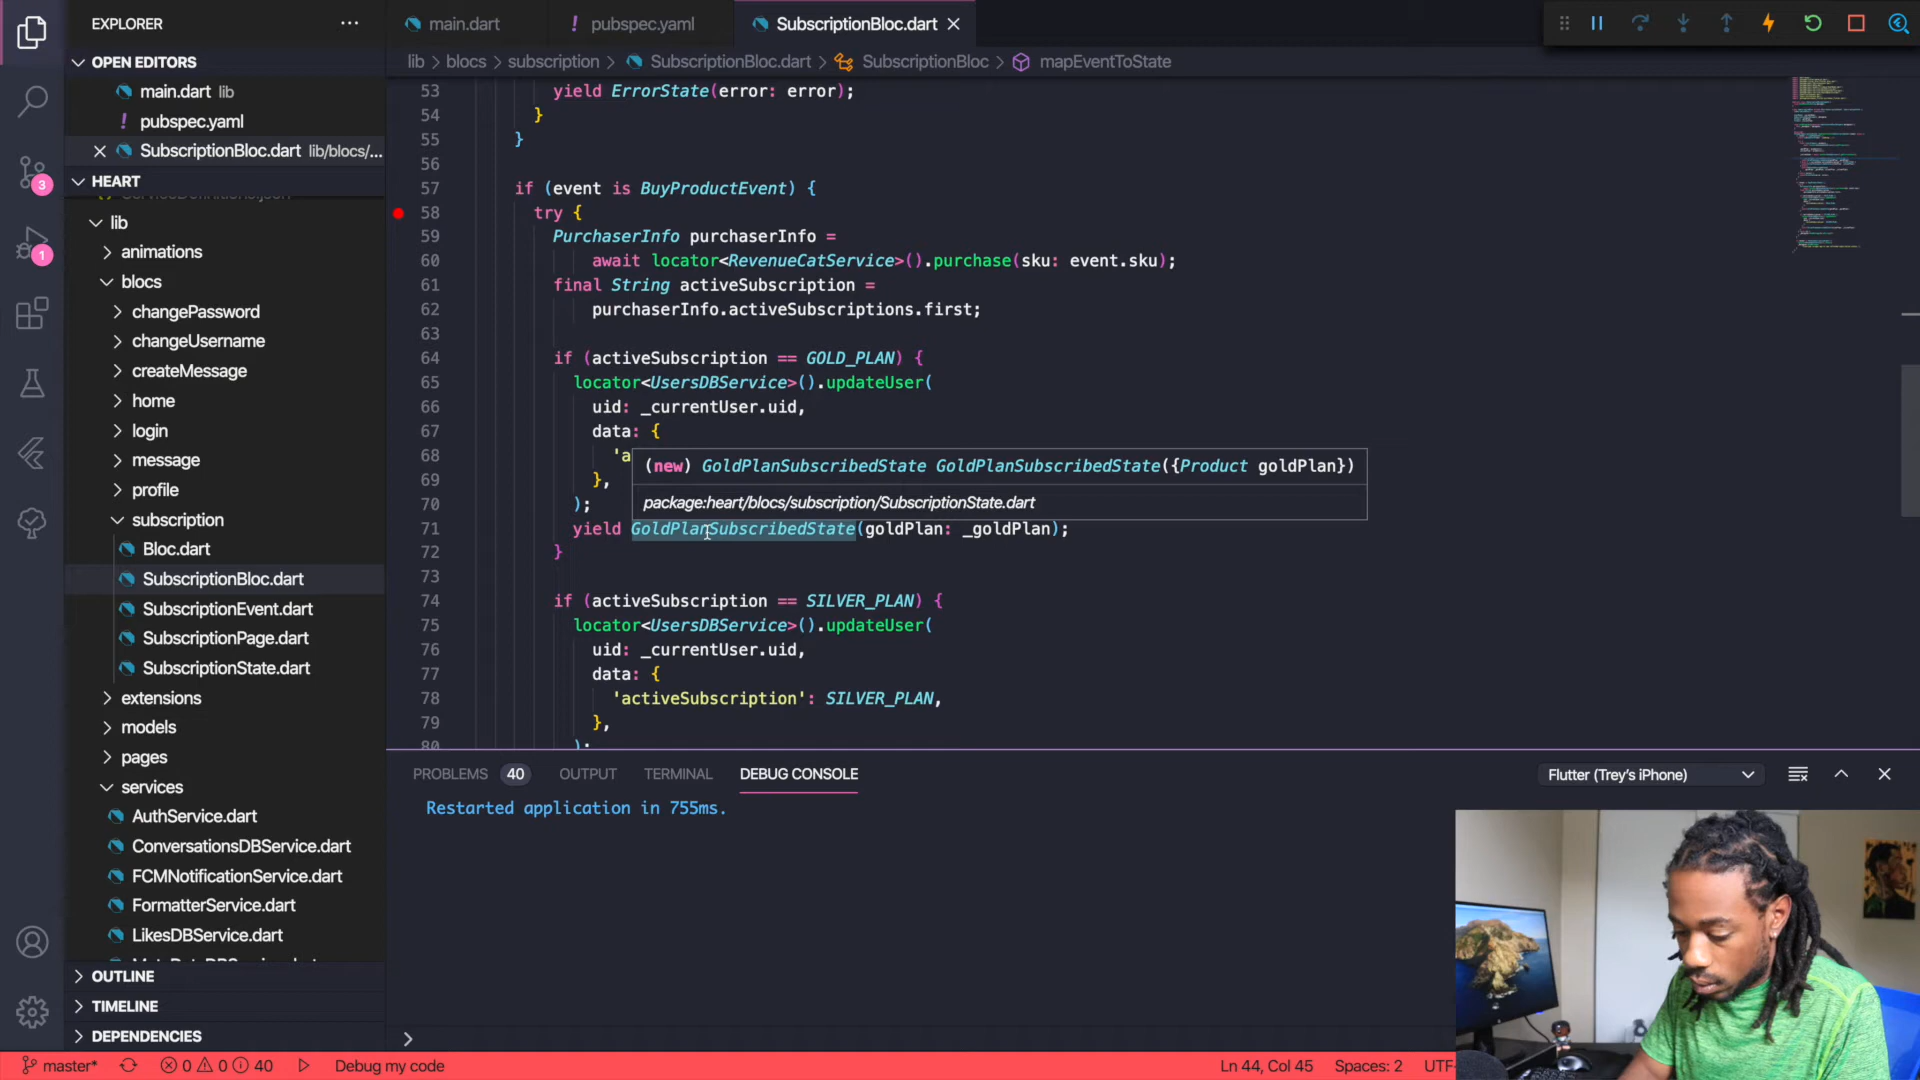 EXPLORER
OPEN EDITORS
main.dart lib
pubspec.yaml
SubscriptionBloc.dart lib/blocs/...
HEART
lib
animations
blocs
changePassword
changeUsername
createMessage
home
login
message
profile
subscription
Bloc.dart
SubscriptionBloc.dart
SubscriptionEvent.dart
SubscriptionPage.dart
SubscriptionState.dart
extensions
models
pages
services
AuthService.dart
ConversationsDBService.dart
FCMNotificationService.dart
FormatterService.dart
LikesDBService.dart
OUTLINE
TIMELINE
DEPENDENCIES
3
1
main.dart
! pubspec.yaml
SubscriptionBloc.dart
lib > blocs > subscription > SubscriptionBloc.dart > SubscriptionBloc > mapEventToState
53 yield ErrorState(error: error);
54 }
55 }
56
57 if (event is BuyProductEvent) {
58 try {
59 PurchaserInfo purchaserInfo =
60 await locator<RevenueCatService>().purchase(sku: event.sku);
61 final String activeSubscription =
62 purchaserInfo.activeSubscriptions.first;
63
64 if (activeSubscription == GOLD_PLAN) {
65 locator<UsersDBService>().updateUser(
66 uid: _currentUser.uid,
67 data: {
68 'a
(new) GoldPlanSubscribedState GoldPlanSubscribedState({Product goldPlan})
69 },
70 );
package:heart/blocs/subscription/SubscriptionState.dart
71 yield GoldPlanSubscribedState(goldPlan: _goldPlan);
72 }
73
74 if (activeSubscription == SILVER_PLAN) {
75 locator<UsersDBService>().updateUser(
76 uid: _currentUser.uid,
77 data: {
78 'activeSubscription': SILVER_PLAN,
79 },
80 );
PROBLEMS 40 OUTPUT TERMINAL DEBUG CONSOLE
Flutter (Trey's iPhone)
Restarted application in 755ms.
master* 0 0 40 Debug my code
Ln 44, Col 45 Spaces: 2 UTF-